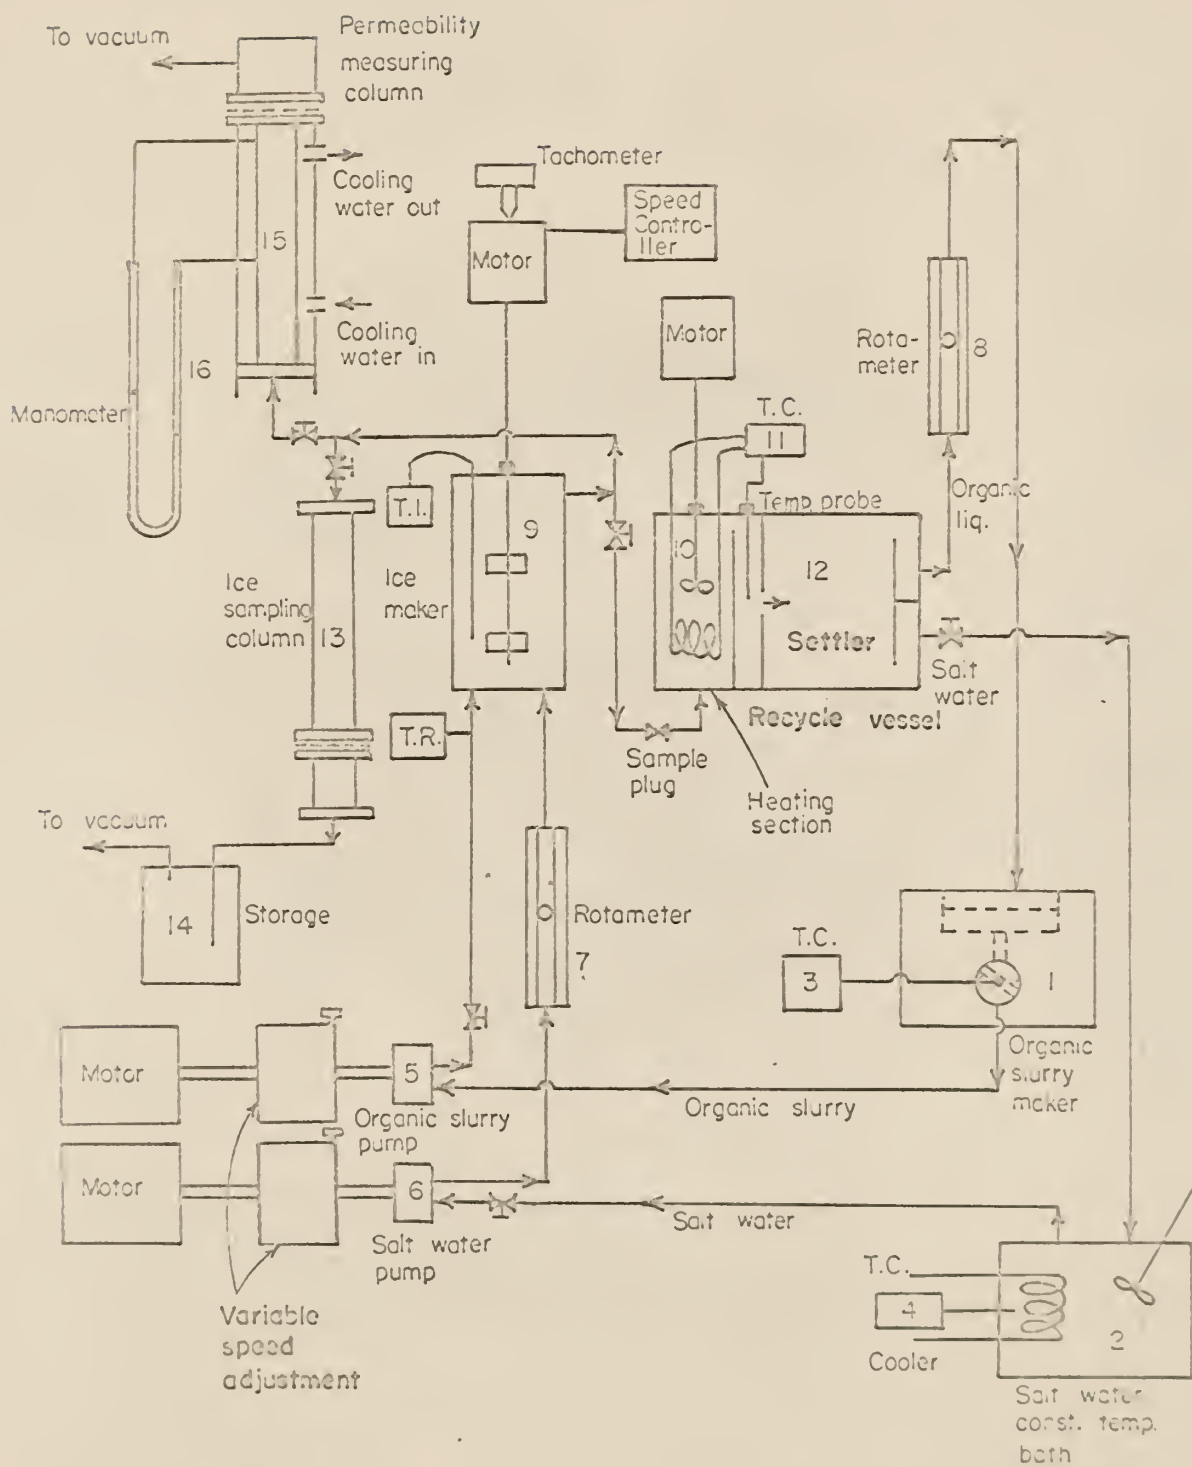 To vacuum
Permeability
measuring
column
Cooling
water out
15
Cooling
water in
16
Manometer
Tachometer
Speed
Contro-
ller
Motor
Motor
T.C.
11
Temp. probe
Rota-
meter
8
Organic
liq.
T.I.
9
Ice
maker
10
12
Settler
Salt
water
Recycle vessel
Ice
sampling
column
13
T.R.
Sample
plug
Heating
section
To vacuum
14
Storage
Rotameter
7
T.C.
3
1
Organic
slurry
maker
Motor
5
Organic slurry
pump
Organic slurry
Motor
6
Salt water
pump
Salt water
Variable
speed
adjustment
T.C.
4
Cooler
2
Salt water
const. temp.
bath